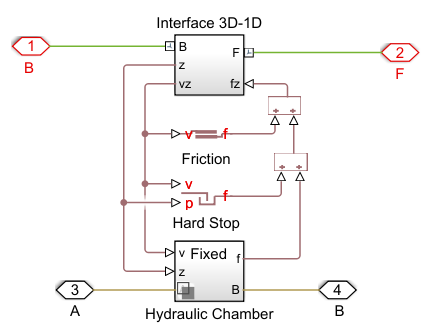 Interface 3D-1D
1
B
B
F
2
F
z
vz
fz
v
f
Friction
v
p
f
Hard Stop
+
+
+
+
Fixed
v
z
f
B
3
A
4
B
Hydraulic Chamber